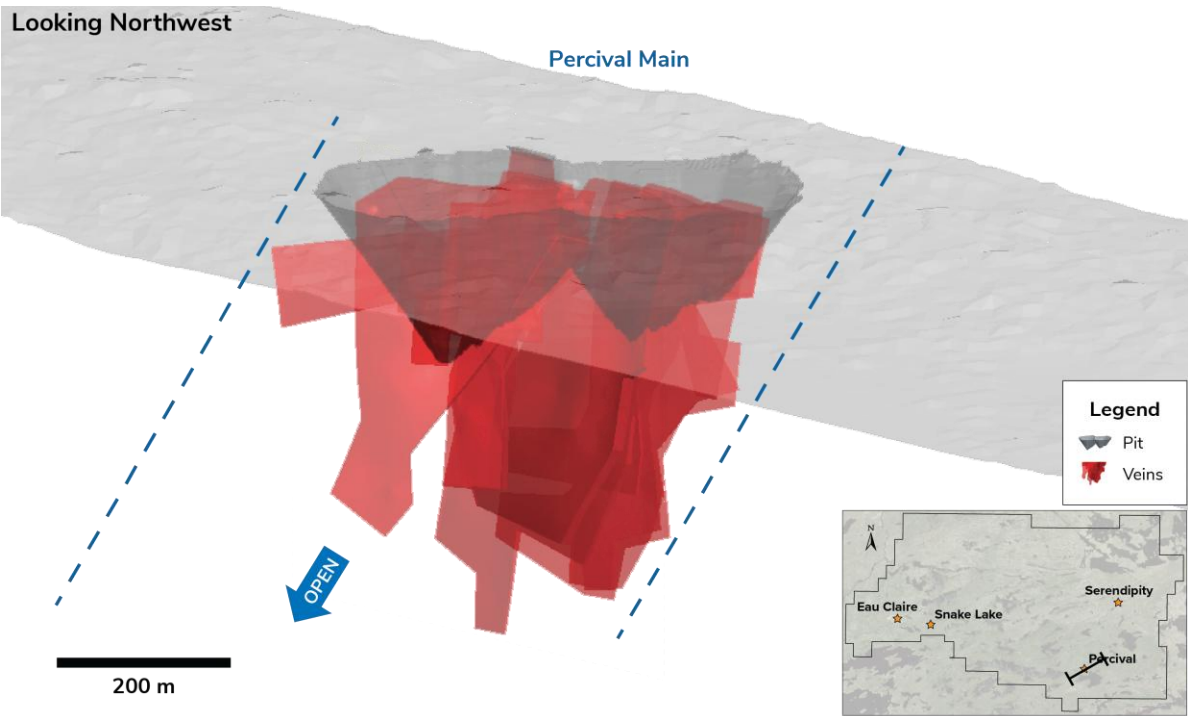 Looking Northwest
Percival Main
OPEN
200 m
Legend
Pit
Veins
N
Serendipity
Eau Claire
Snake Lake
Percival